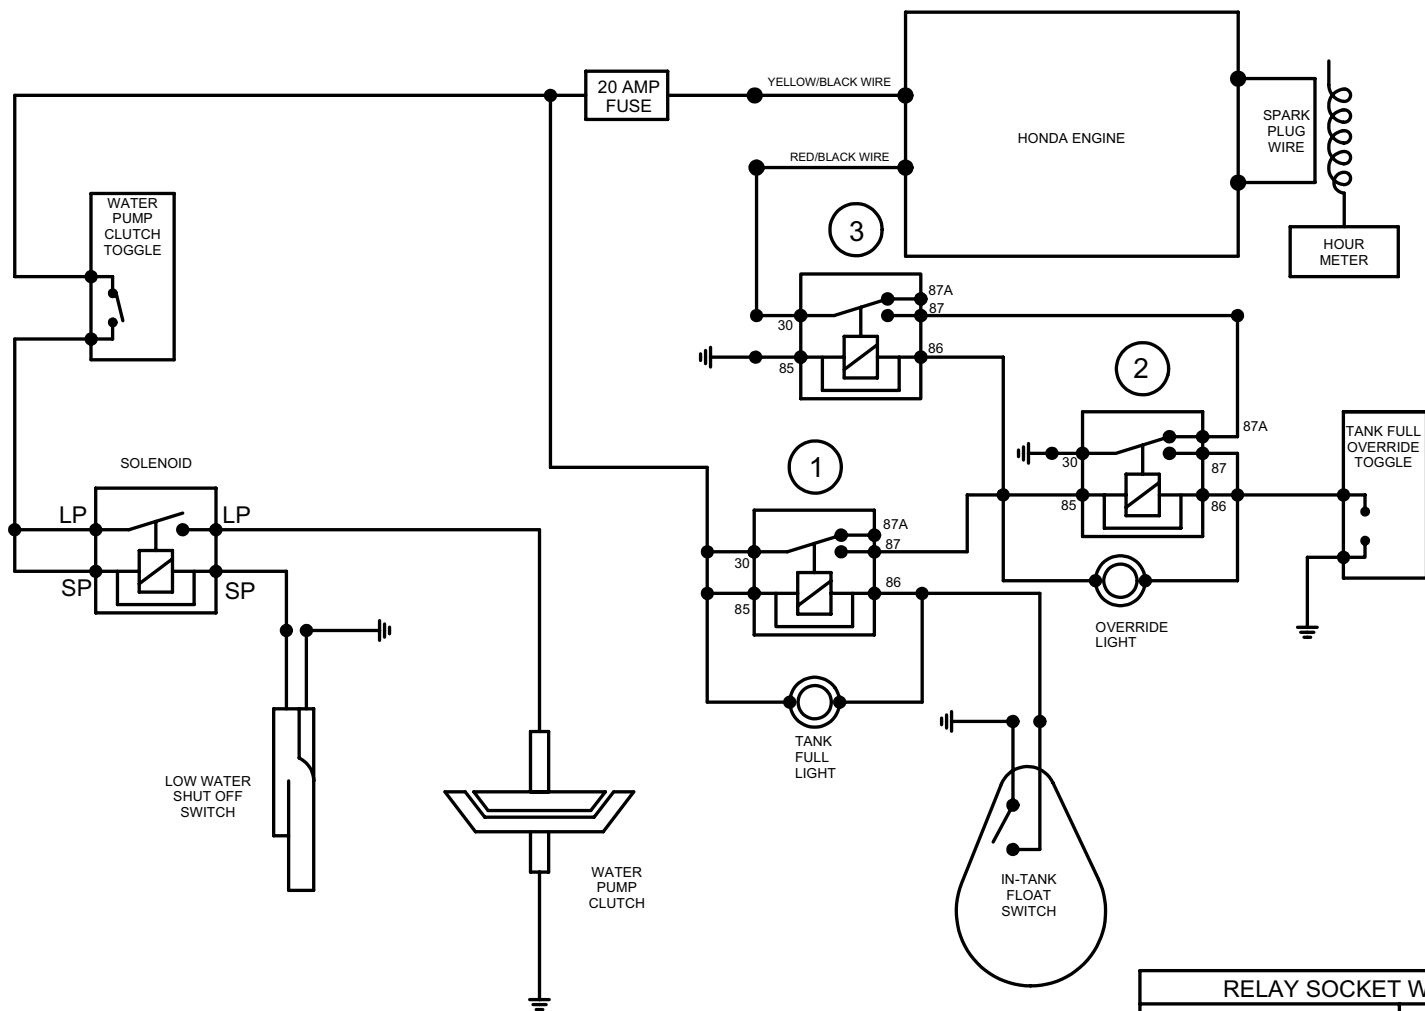 20 AMP
FUSE
YELLOW/BLACK WIRE
RED/BLACK WIRE
HONDA ENGINE
SPARK
PLUG
WIRE
HOUR
METER
WATER
PUMP
CLUTCH
TOGGLE
3
87A
87
30
86
85
2
87A
30
87
85
86
TANK FULL
OVERRIDE
TOGGLE
SOLENOID
LP
LP
SP
SP
1
87A
87
30
86
85
OVERRIDE
LIGHT
TANK
FULL
LIGHT
LOW WATER
SHUT OFF
SWITCH
WATER
PUMP
CLUTCH
IN-TANK
FLOAT
SWITCH
RELAY SOCKET W